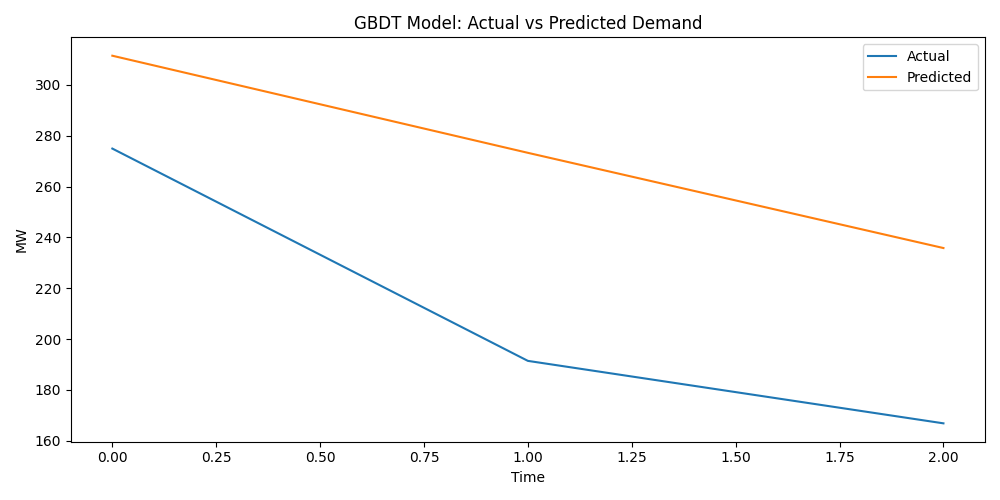 GBDT Model: Actual vs Predicted Demand
Actual
Predicted
MW
300
280
260
240
220
200
180
160
0.00 0.25 0.50 0.75 1.00 1.25 1.50 1.75 2.00
Time